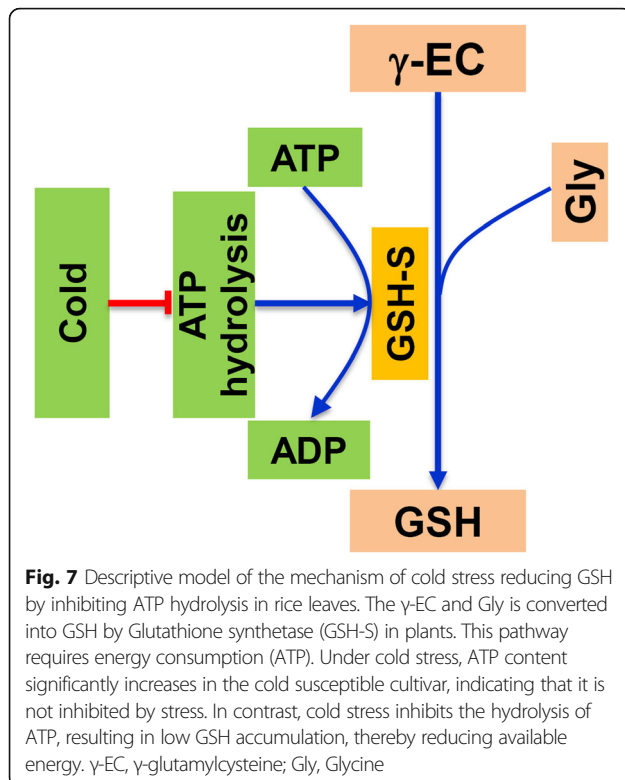 γ-EC
ATP
Gly
Cold
ATP
hydrolysis
GSH-S
ADP
GSH
Fig. 7 Descriptive model of the mechanism of cold stress reducing GSH
by inhibiting ATP hydrolysis in rice leaves. The γ-EC and Gly is converted
into GSH by Glutathione synthetase (GSH-S) in plants. This pathway
requires energy consumption (ATP). Under cold stress, ATP content
significantly increases in the cold susceptible cultivar, indicating that it is
not inhibited by stress. In contrast, cold stress inhibits the hydrolysis of
ATP, resulting in low GSH accumulation, thereby reducing available
energy. γ-EC, γ-glutamylcysteine; Gly, Glycine